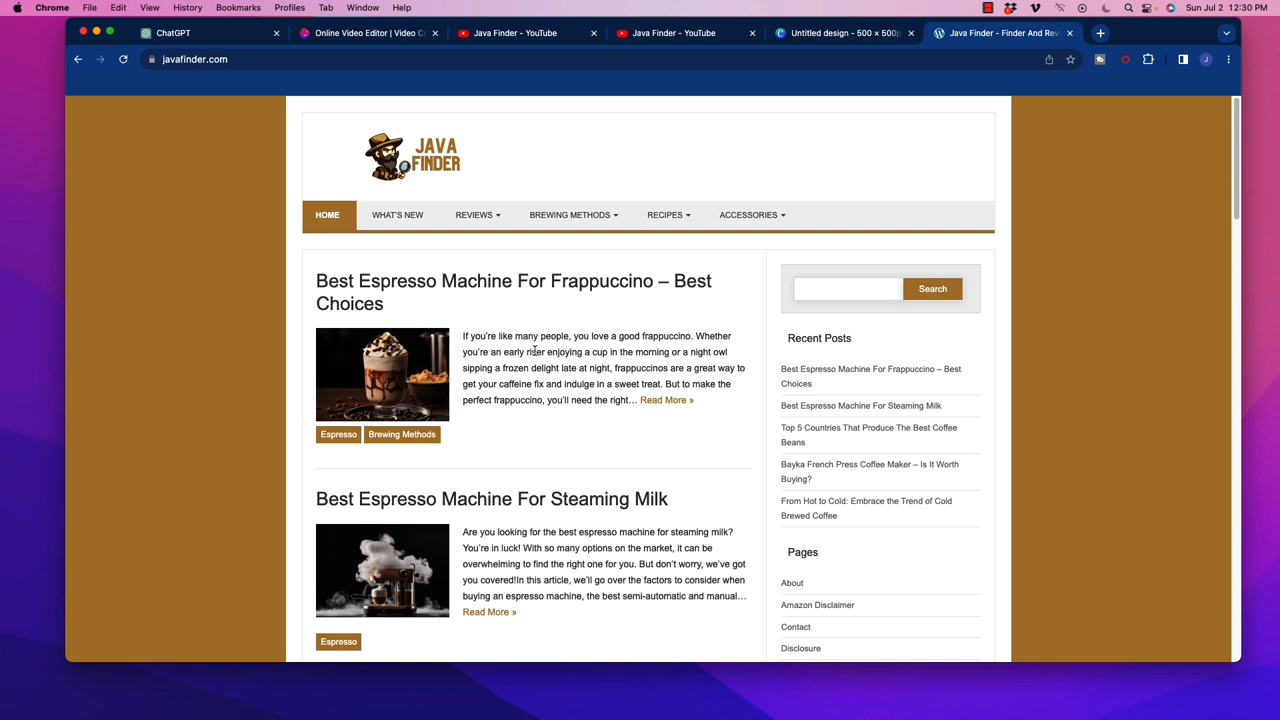 Chrome File Edit View History Bookmarks Profiles Tab Window Help Sun Jul 2 12:30 PM
ChatGPT Online Video Editor | Video C Java Finder - YouTube Java Finder - YouTube Untitled design - 500 × 500p Java Finder - Finder And Revi
javafinder.com J
JAVA
FINDER
HOME WHAT'S NEW REVIEWS BREWING METHODS RECIPES ACCESSORIES
Best Espresso Machine For Frappuccino – Best
Choices
If you're like many people, you love a good frappuccino. Whether
you're an early riser enjoying a cup in the morning or a night owl
sipping a frozen delight late at night, frappuccinos are a great way to
get your caffeine fix and indulge in a sweet treat. But to make the
perfect frappuccino, you'll need the right… Read More »
Espresso Brewing Methods
Best Espresso Machine For Steaming Milk
Are you looking for the best espresso machine for steaming milk?
You're in luck! With so many options on the market, it can be
overwhelming to find the right one for you. But don't worry, we've got
you covered!In this article, we'll go over the factors to consider when
buying an espresso machine, the best semi-automatic and manual…
Read More »
Espresso
Search
Recent Posts
Best Espresso Machine For Frappuccino – Best
Choices
Best Espresso Machine For Steaming Milk
Top 5 Countries That Produce The Best Coffee
Beans
Bayka French Press Coffee Maker – Is It Worth
Buying?
From Hot to Cold: Embrace the Trend of Cold
Brewed Coffee
Pages
About
Amazon Disclaimer
Contact
Disclosure